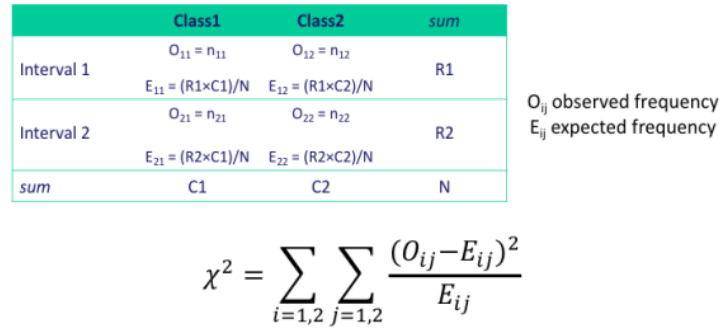 Class1 Class2 sum
O₁₁ = n₁₁ O₁₂ = n₁₂
Interval 1 R1
E₁₁ = (R1×C1)/N E₁₂ = (R1×C2)/N
O₂₁ = n₂₁ O₂₂ = n₂₂
Interval 2 R2
E₂₁ = (R2×C1)/N E₂₂ = (R2×C2)/N
sum C1 C2 N
Oᵢⱼ observed frequency
Eᵢⱼ expected frequency
χ² = ∑_{i=1,2} ∑_{j=1,2} (Oᵢⱼ−Eᵢⱼ)² / Eᵢⱼ